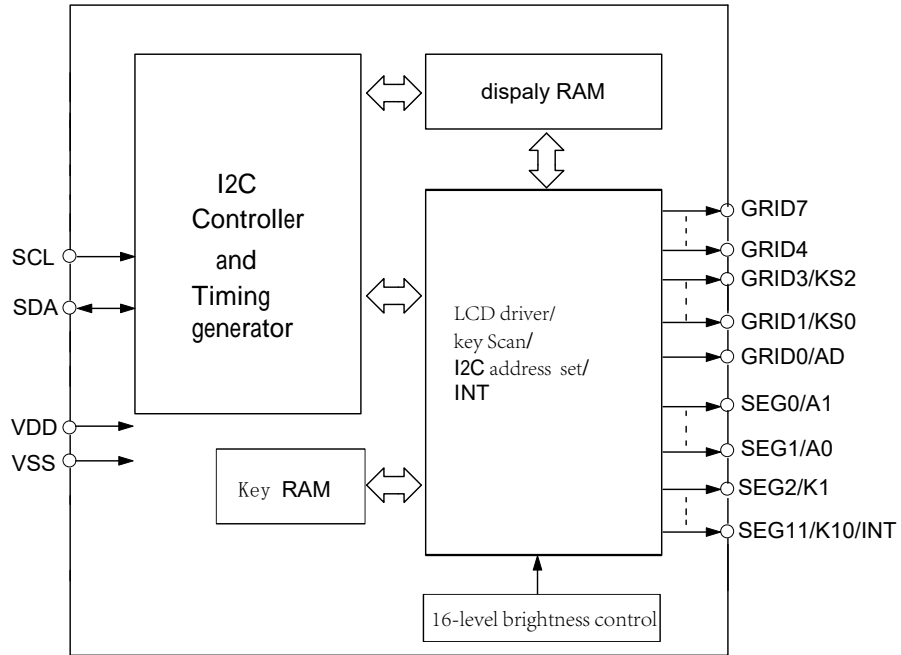 dispaly RAM
I2C
Controller
and
Timing
generator
SCL
SDA
VDD
VSS
LCD driver/
key Scan/
I2C address set/
INT
Key RAM
16-level brightness control
GRID7
GRID4
GRID3/KS2
GRID1/KS0
GRID0/AD
SEG0/A1
SEG1/A0
SEG2/K1
SEG11/K10/INT